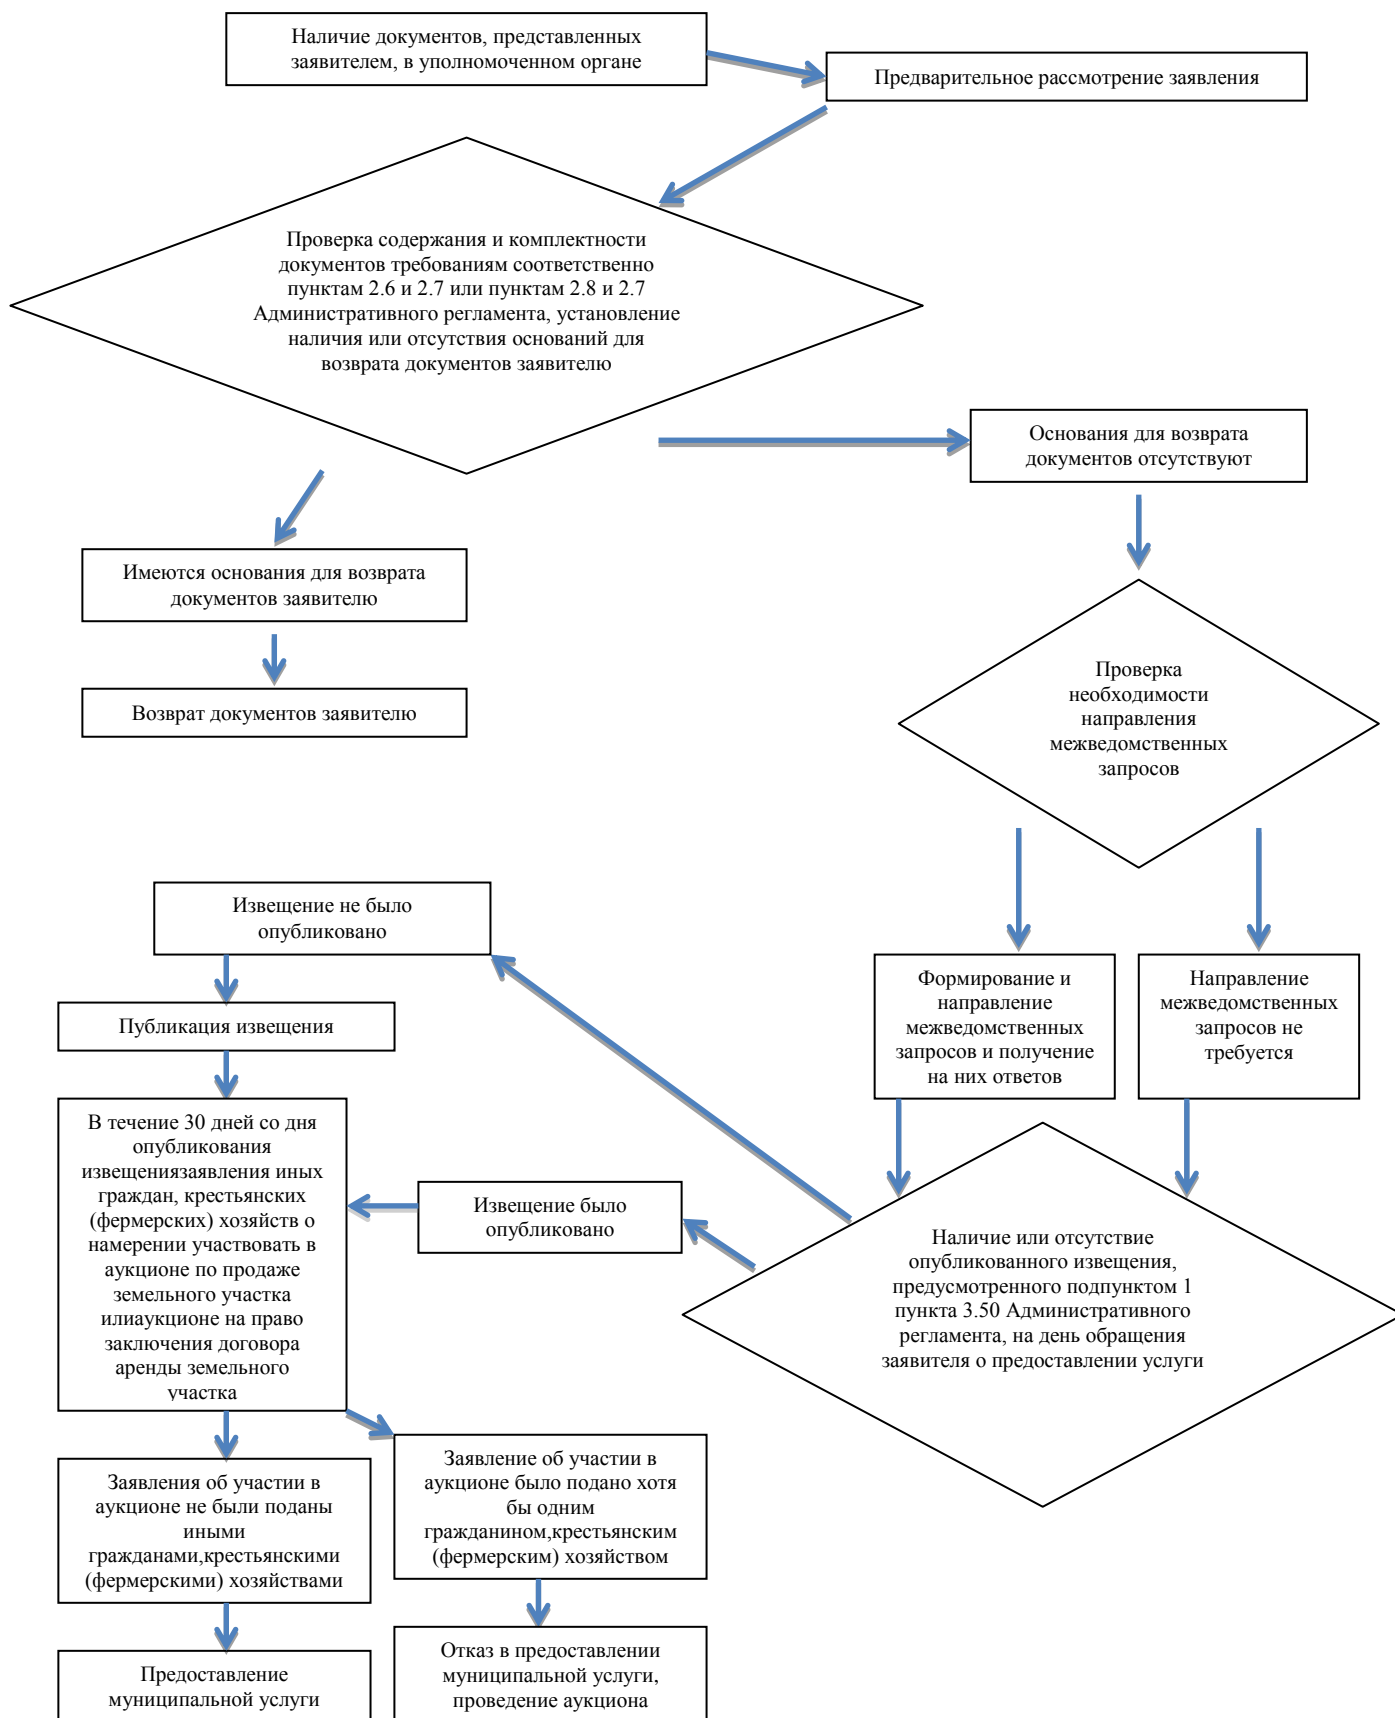 Наличие документов, представленных
заявителем, в уполномоченном органе
Предварительное рассмотрение заявления
Проверка содержания и комплектности
документов требованиям соответственно
пунктам 2.6 и 2.7 или пунктам 2.8 и 2.7
Административного регламента, установление
наличия или отсутствия оснований для
возврата документов заявителю
Основания для возврата
документов отсутствуют
Имеются основания для возврата
документов заявителю
Возврат документов заявителю
Проверка
необходимости
направления
межведомственных
запросов
Извещение не было
опубликовано
Формирование и
направление
межведомственных
запросов и получение
на них ответов
Направление
межведомственных
запросов не
требуется
Публикация извещения
В течение 30 дней со дня
опубликования
извещениязаявления иных
граждан, крестьянских
(фермерских) хозяйств о
намерении участвовать в
аукционе по продаже
земельного участка
илиаукционе на право
заключения договора
аренды земельного
участка
Извещение было
опубликовано
Наличие или отсутствие
опубликованного извещения,
предусмотренного подпунктом 1
пункта 3.50 Административного
регламента, на день обращения
заявителя о предоставлении услуги
Заявления об участии в
аукционе не были поданы
иными
гражданами,крестьянскими
(фермерскими) хозяйствами
Заявление об участии в
аукционе было подано хотя
бы одним
гражданином,крестьянским
(фермерским) хозяйством
Предоставление
муниципальной услуги
Отказ в предоставлении
муниципальной услуги,
проведение аукциона